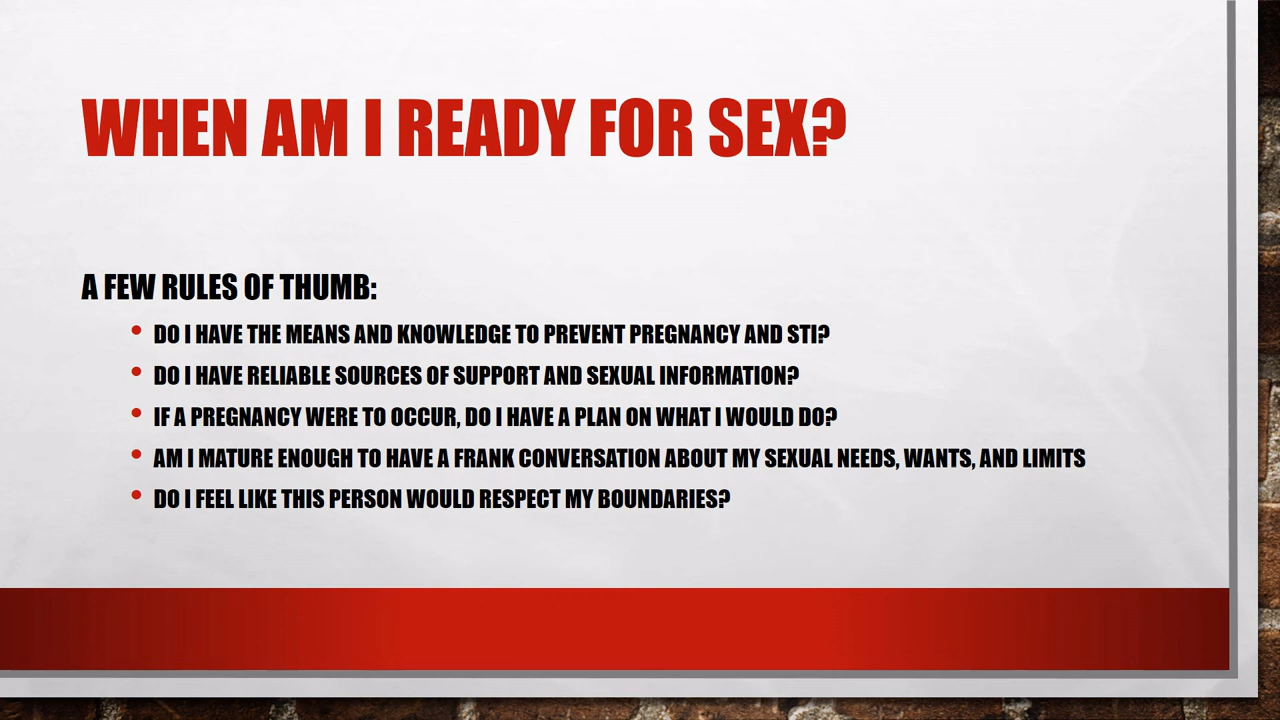 WHEN AM I READY FOR SEX?
A FEW RULES OF THUMB:
• DO I HAVE THE MEANS AND KNOWLEDGE TO PREVENT PREGNANCY AND STI?
• DO I HAVE RELIABLE SOURCES OF SUPPORT AND SEXUAL INFORMATION?
• IF A PREGNANCY WERE TO OCCUR, DO I HAVE A PLAN ON WHAT I WOULD DO?
• AM I MATURE ENOUGH TO HAVE A FRANK CONVERSATION ABOUT MY SEXUAL NEEDS, WANTS, AND LIMITS
• DO I FEEL LIKE THIS PERSON WOULD RESPECT MY BOUNDARIES?